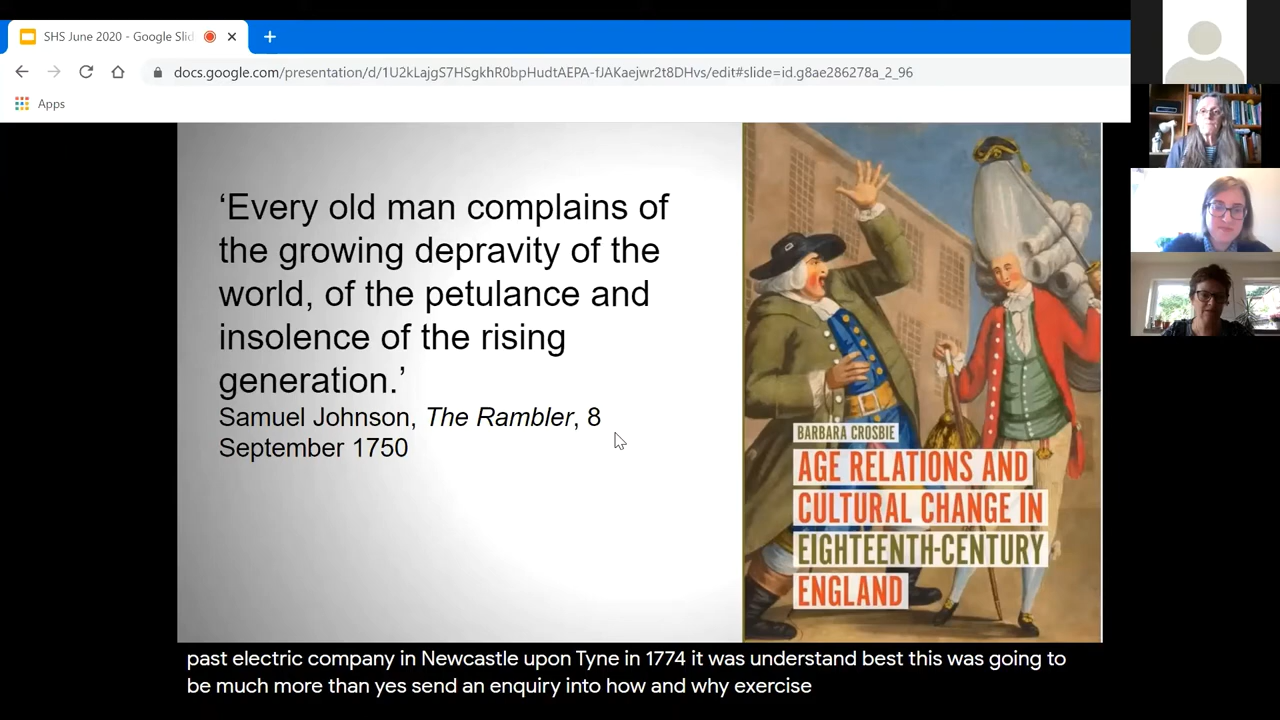 SHS June 2020 - Google Slid
docs.google.com/presentation/d/1U2kLajgS7HSgkhR0bpHudtAEPA-fJAKaejwr2t8DHvs/edit#slide=id.g8ae286278a_2_96
Apps
‘Every old man complains of
the growing depravity of the
world, of the petulance and
insolence of the rising
generation.’
Samuel Johnson, The Rambler, 8
September 1750
BARBARA CROSBIE
AGE RELATIONS AND
CULTURAL CHANGE IN
EIGHTEENTH-CENTURY
ENGLAND
past electric company in Newcastle upon Tyne in 1774 it was understand best this was going to
be much more than yes send an enquiry into how and why exercise